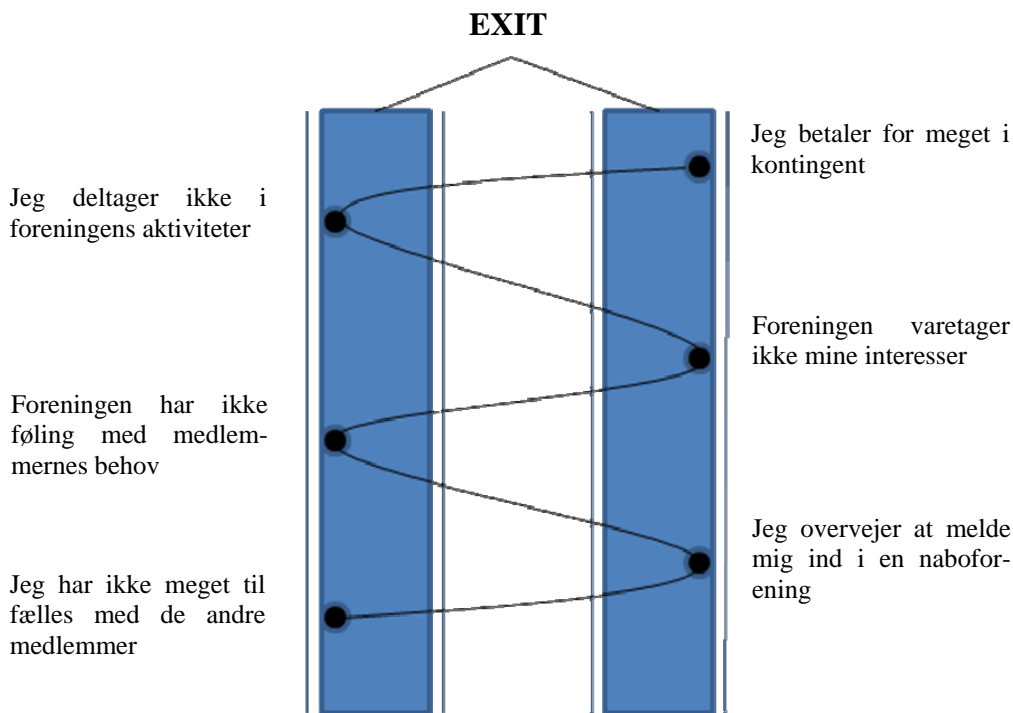 EXIT
Jeg betaler for meget i
kontingent
Jeg deltager ikke i
foreningens aktiviteter
Foreningen varetager
ikke mine interesser
Foreningen har ikke
føling med medlem-
mernes behov
Jeg overvejer at melde
mig ind i en nabofor-
ening
Jeg har ikke meget til
fælles med de andre
medlemmer